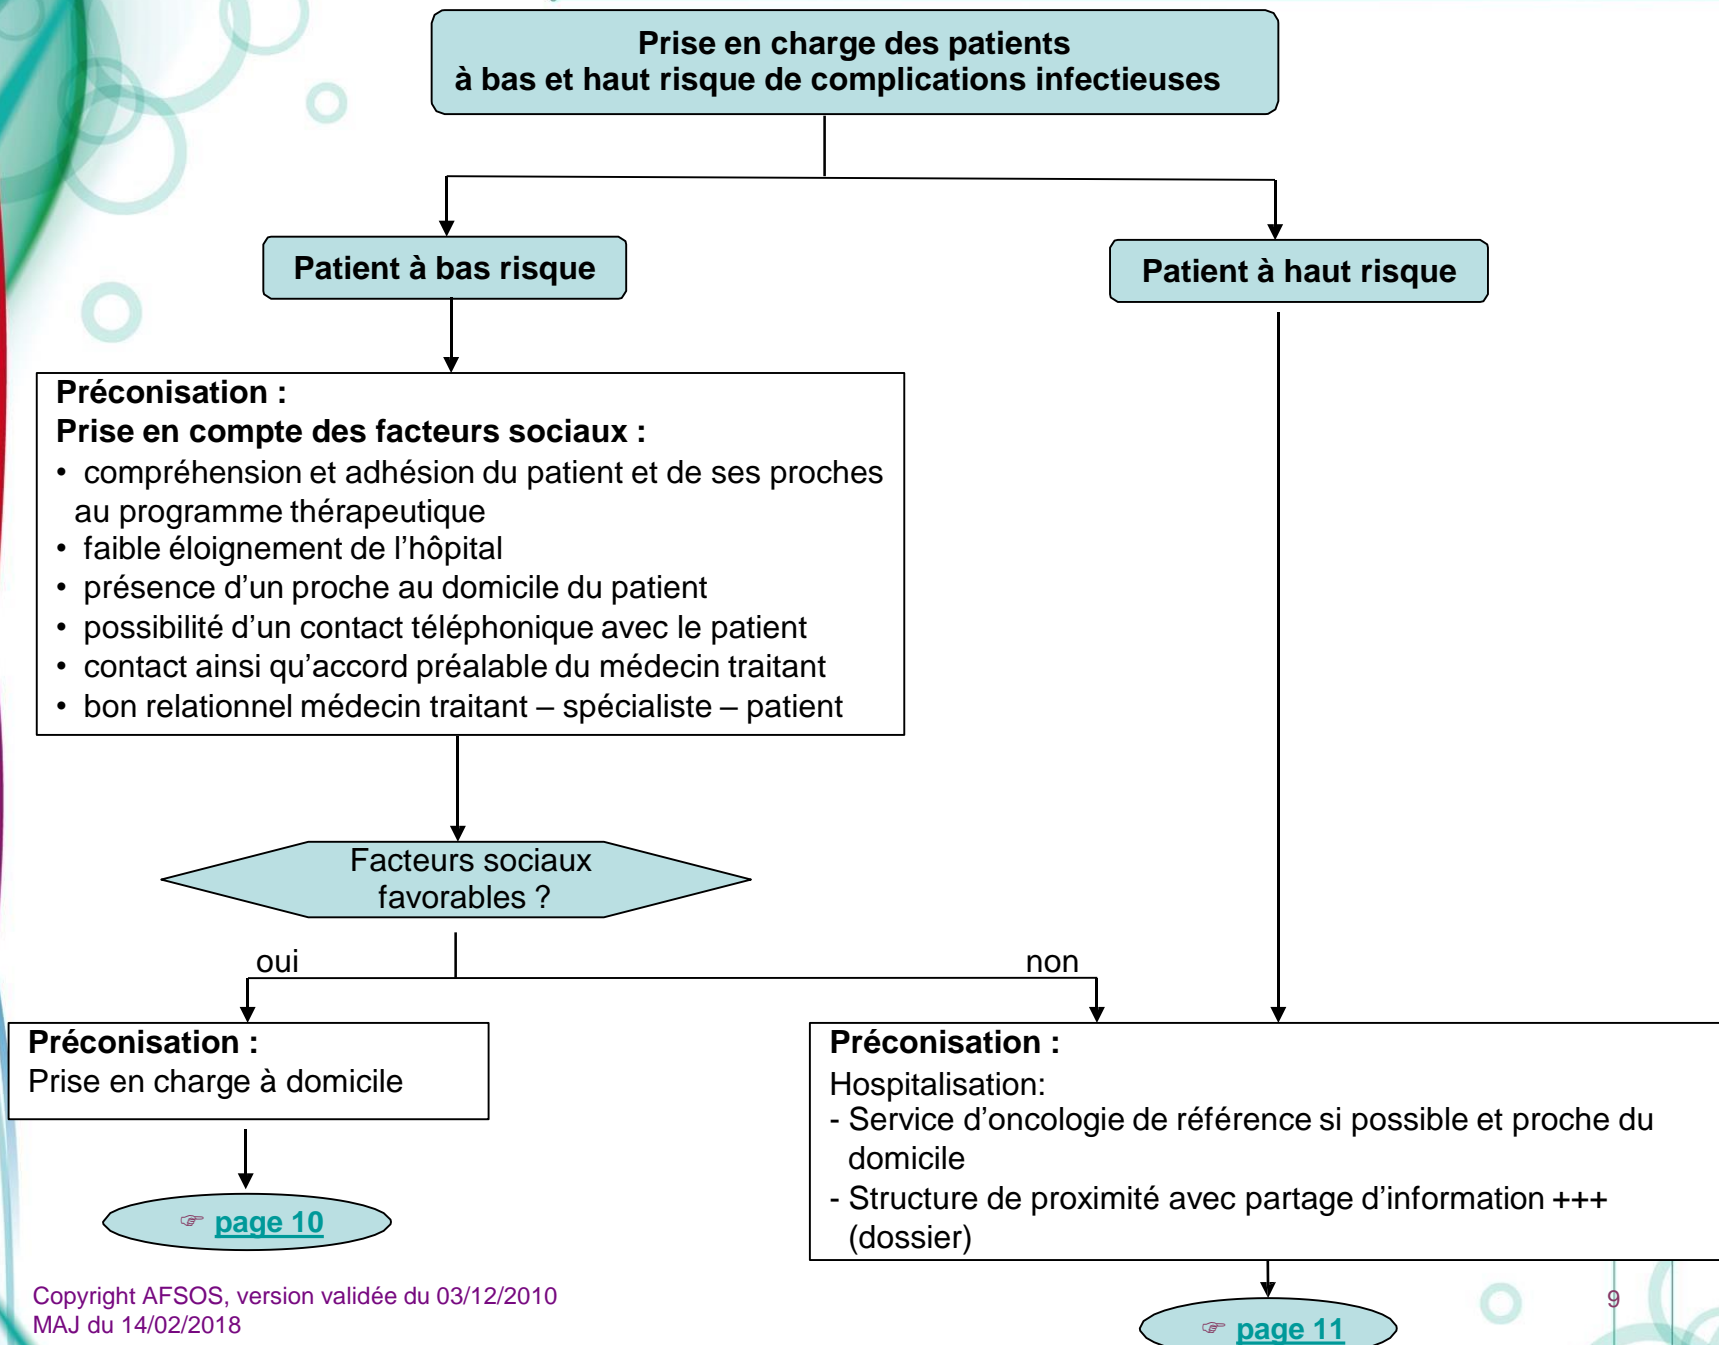 Prise en charge des patients
à bas et haut risque de complications infectieuses
Patient à bas risque
Patient à haut risque
Préconisation :
Prise en compte des facteurs sociaux :
• compréhension et adhésion du patient et de ses proches
au programme thérapeutique
• faible éloignement de l’hôpital
• présence d’un proche au domicile du patient
• possibilité d’un contact téléphonique avec le patient
• contact ainsi qu’accord préalable du médecin traitant
• bon relationnel médecin traitant – spécialiste – patient
Facteurs sociaux
favorables ?
oui
non
Préconisation :
Prise en charge à domicile
Préconisation :
Hospitalisation:
- Service d’oncologie de référence si possible et proche du
domicile
- Structure de proximité avec partage d’information +++
(dossier)
☞ page 10
☞ page 11
Copyright AFSOS, version validée du 03/12/2010
MAJ du 14/02/2018
9